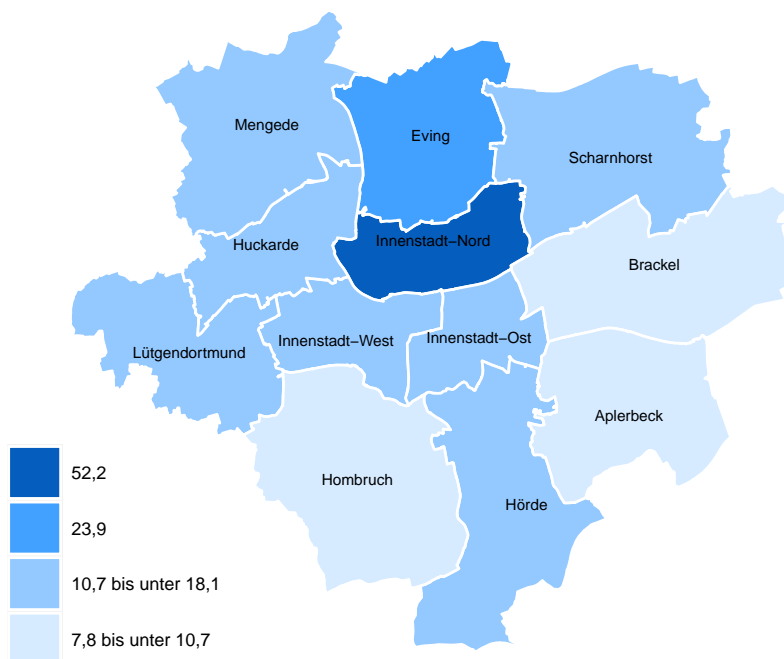 Mengede
Eving
Scharnhorst
Huckarde
Innenstadt–Nord
Brackel
Lütgendortmund
Innenstadt–West
Innenstadt–Ost
Aplerbeck
Hombruch
Hörde
52,2
23,9
10,7 bis unter 18,1
7,8 bis unter 10,7